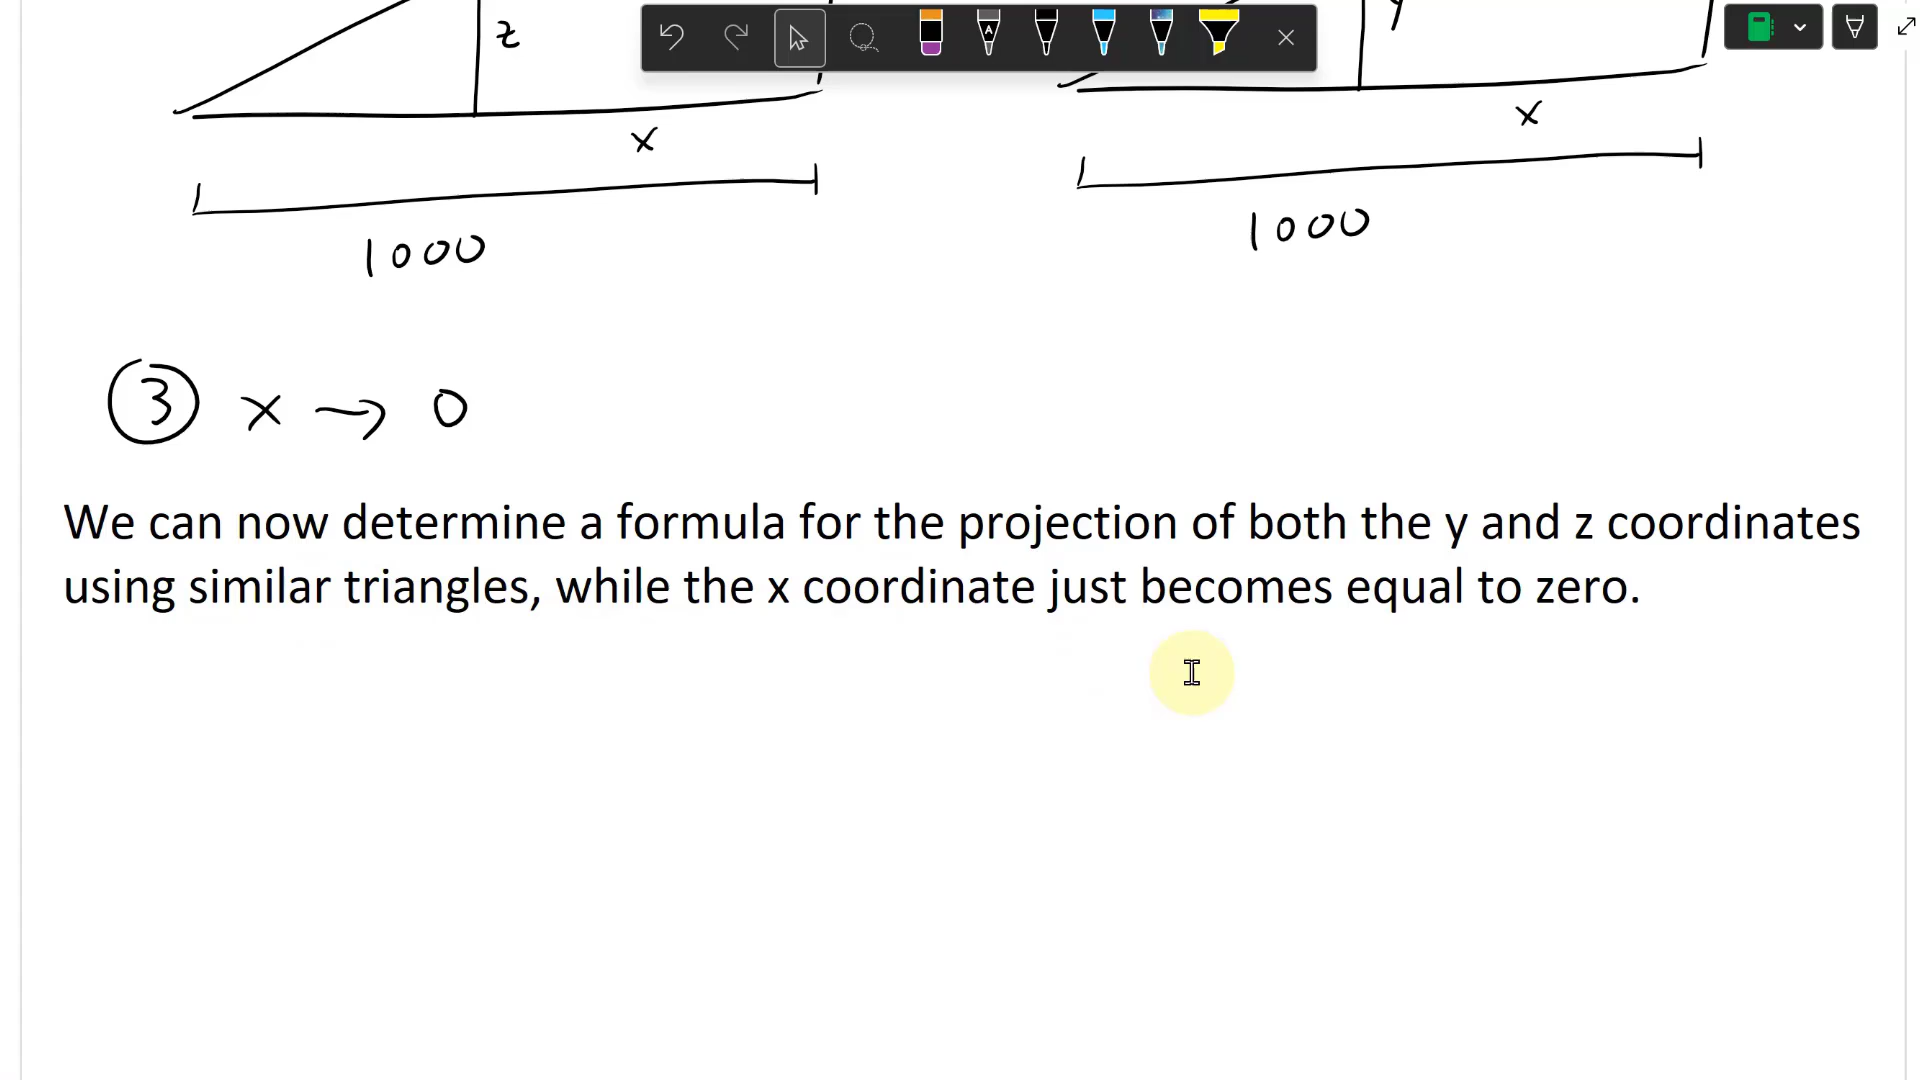 z
y
x
x
1000
1000
3 x → 0
We can now determine a formula for the projection of both the y and z coordinates
using similar triangles, while the x coordinate just becomes equal to zero.